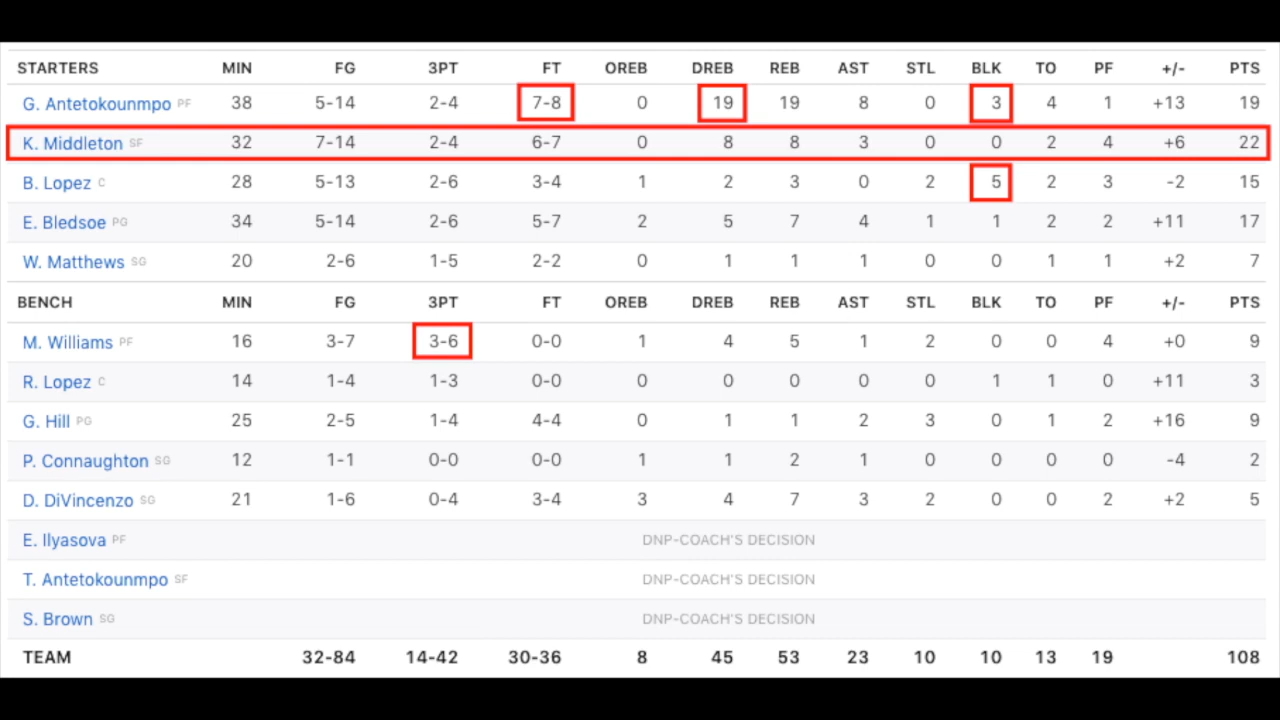 STARTERS MIN FG 3PT FT OREB DREB REB AST STL BLK TO PF +/- PTS
G. Antetokounmpo PF 38 5-14 2-4 7-8 0 19 19 8 0 3 4 1 +13 19
K. Middleton SF 32 7-14 2-4 6-7 0 8 8 3 0 0 2 4 +6 22
B. Lopez C 28 5-13 2-6 3-4 1 2 3 0 2 5 2 3 -2 15
E. Bledsoe PG 34 5-14 2-6 5-7 2 5 7 4 1 1 2 2 +11 17
W. Matthews SG 20 2-6 1-5 2-2 0 1 1 1 0 0 1 1 +2 7
BENCH MIN FG 3PT FT OREB DREB REB AST STL BLK TO PF +/- PTS
M. Williams PF 16 3-7 3-6 0-0 1 4 5 1 2 0 0 4 +0 9
R. Lopez C 14 1-4 1-3 0-0 0 0 0 0 0 1 1 0 +11 3
G. Hill PG 25 2-5 1-4 4-4 0 1 1 2 3 0 1 2 +16 9
P. Connaughton SG 12 1-1 0-0 0-0 1 1 2 1 0 0 0 0 -4 2
D. DiVincenzo SG 21 1-6 0-4 3-4 3 4 7 3 2 0 0 2 +2 5
E. Ilyasova PF DNP-COACH'S DECISION
T. Antetokounmpo SF DNP-COACH'S DECISION
S. Brown SG DNP-COACH'S DECISION
TEAM 32-84 14-42 30-36 8 45 53 23 10 10 13 19 108